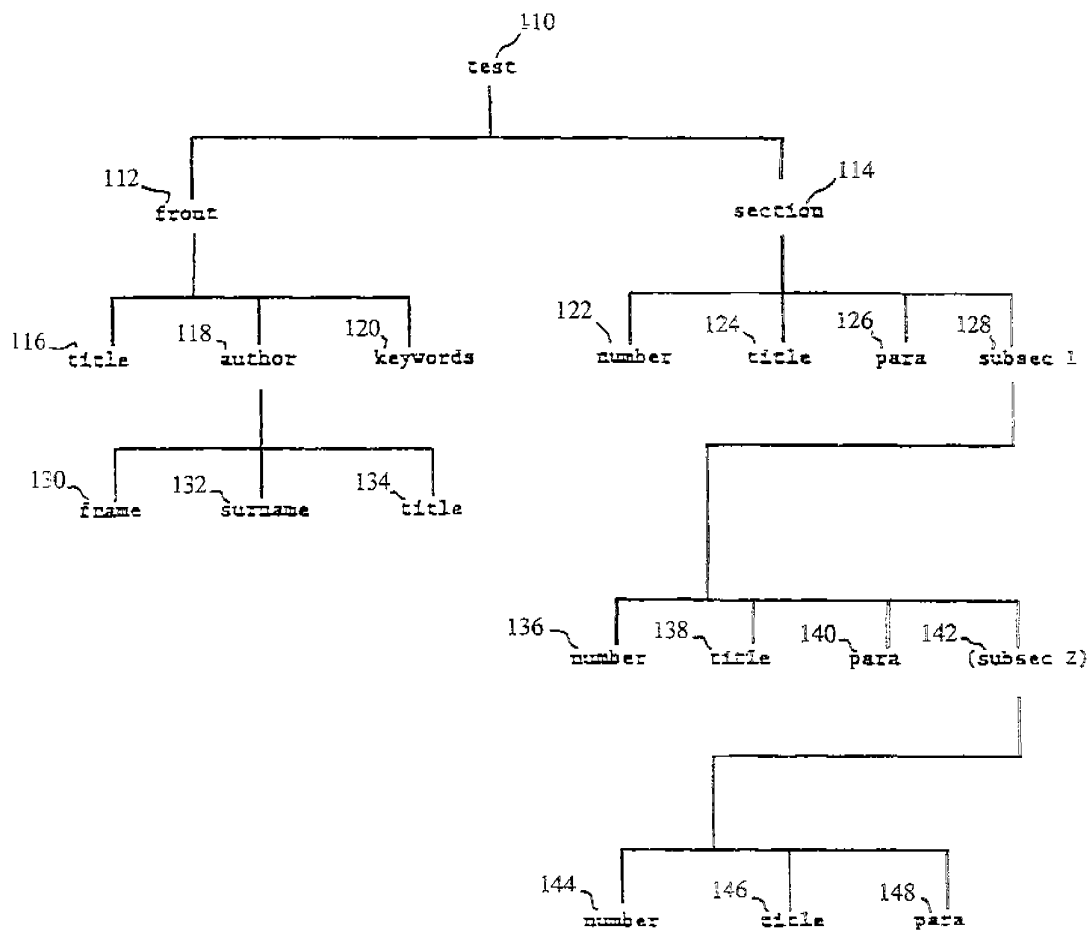 110
test
112
front
114
section
116
title
118
author
120
keywords
122
number
124
title
126
para
128
subsec 1
130
fname
132
surname
134
title
136
number
138
title
140
para
142
(subsec 2)
144
number
146
title
148
para